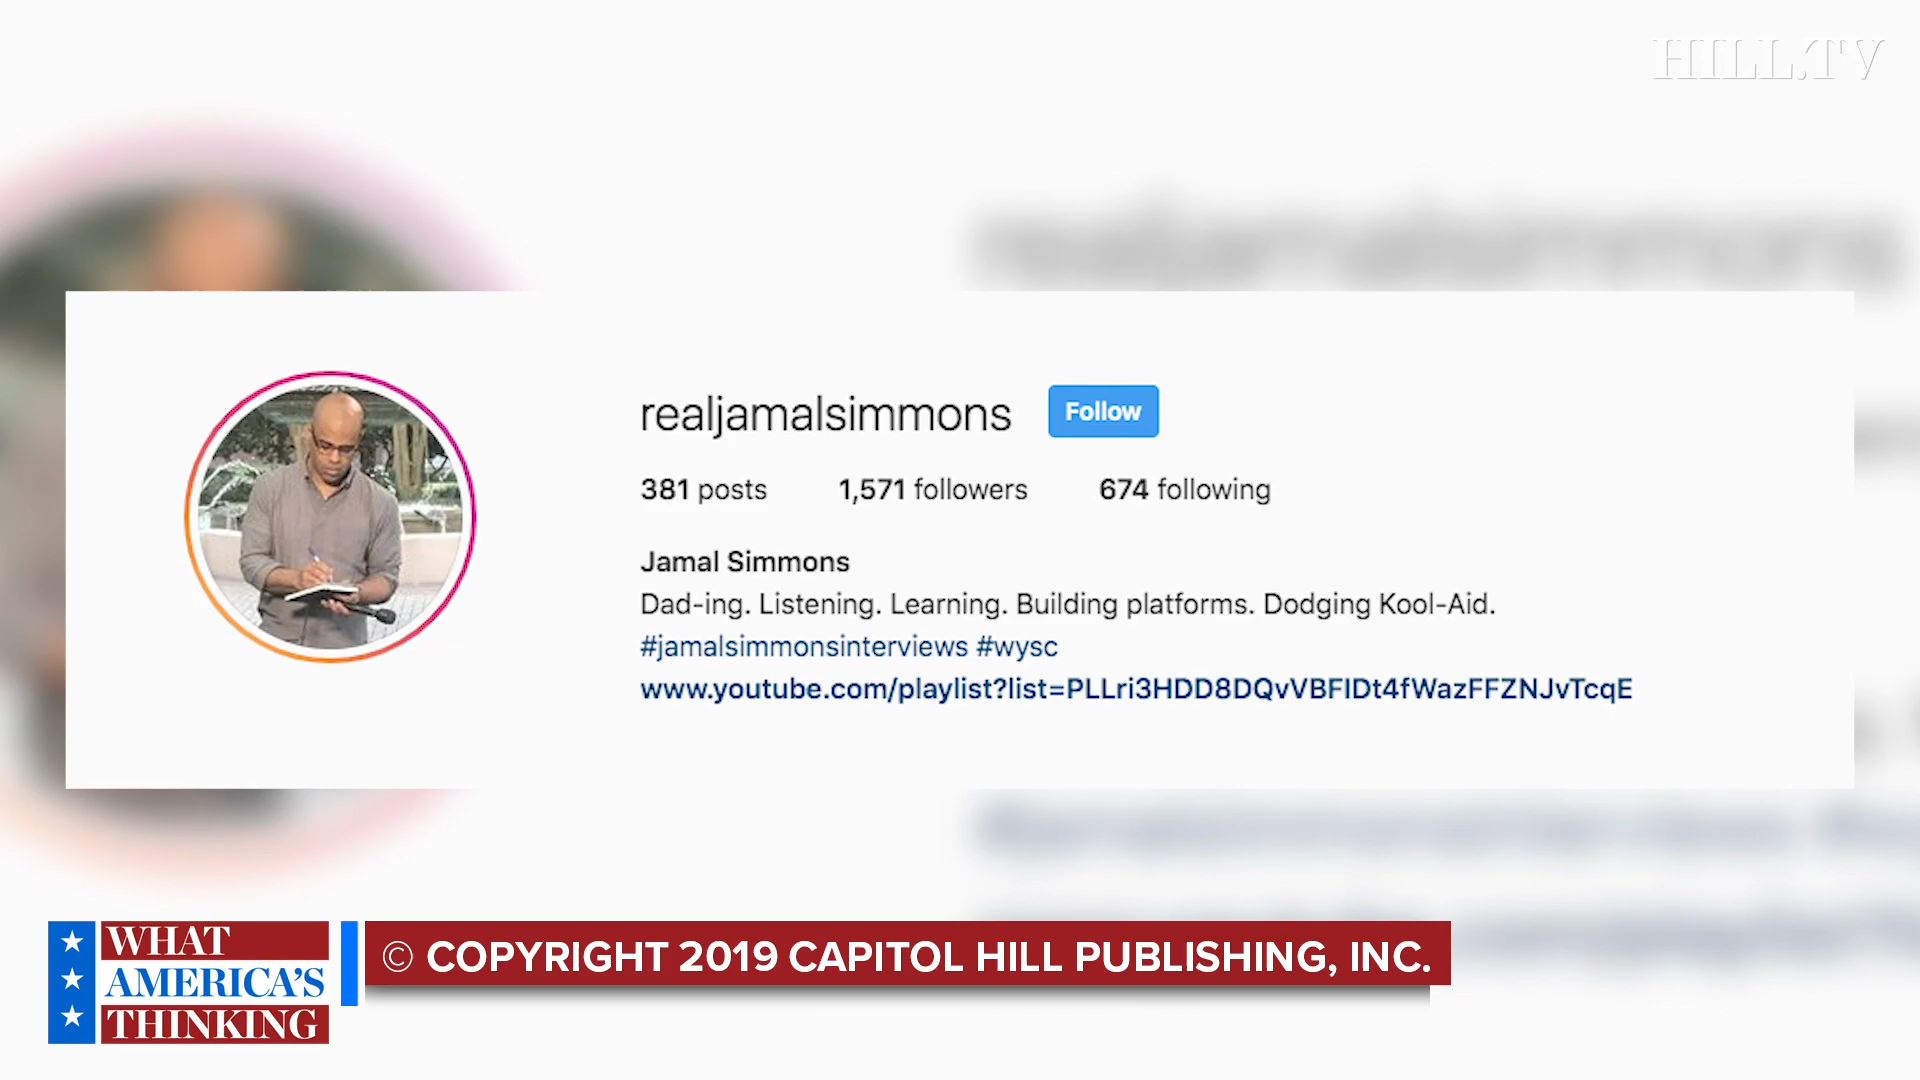 HILL.TV
realjamalsimmons Follow
381 posts 1,571 followers 674 following
Jamal Simmons
Dad-ing. Listening. Learning. Building platforms. Dodging Kool-Aid.
#jamalsimmonsinterviews #wysc
www.youtube.com/playlist?list=PLLri3HDD8DQvVBFIDt4fWazFFZNJvTcqE
WHAT
AMERICA'S
THINKING
© COPYRIGHT 2019 CAPITOL HILL PUBLISHING, INC.